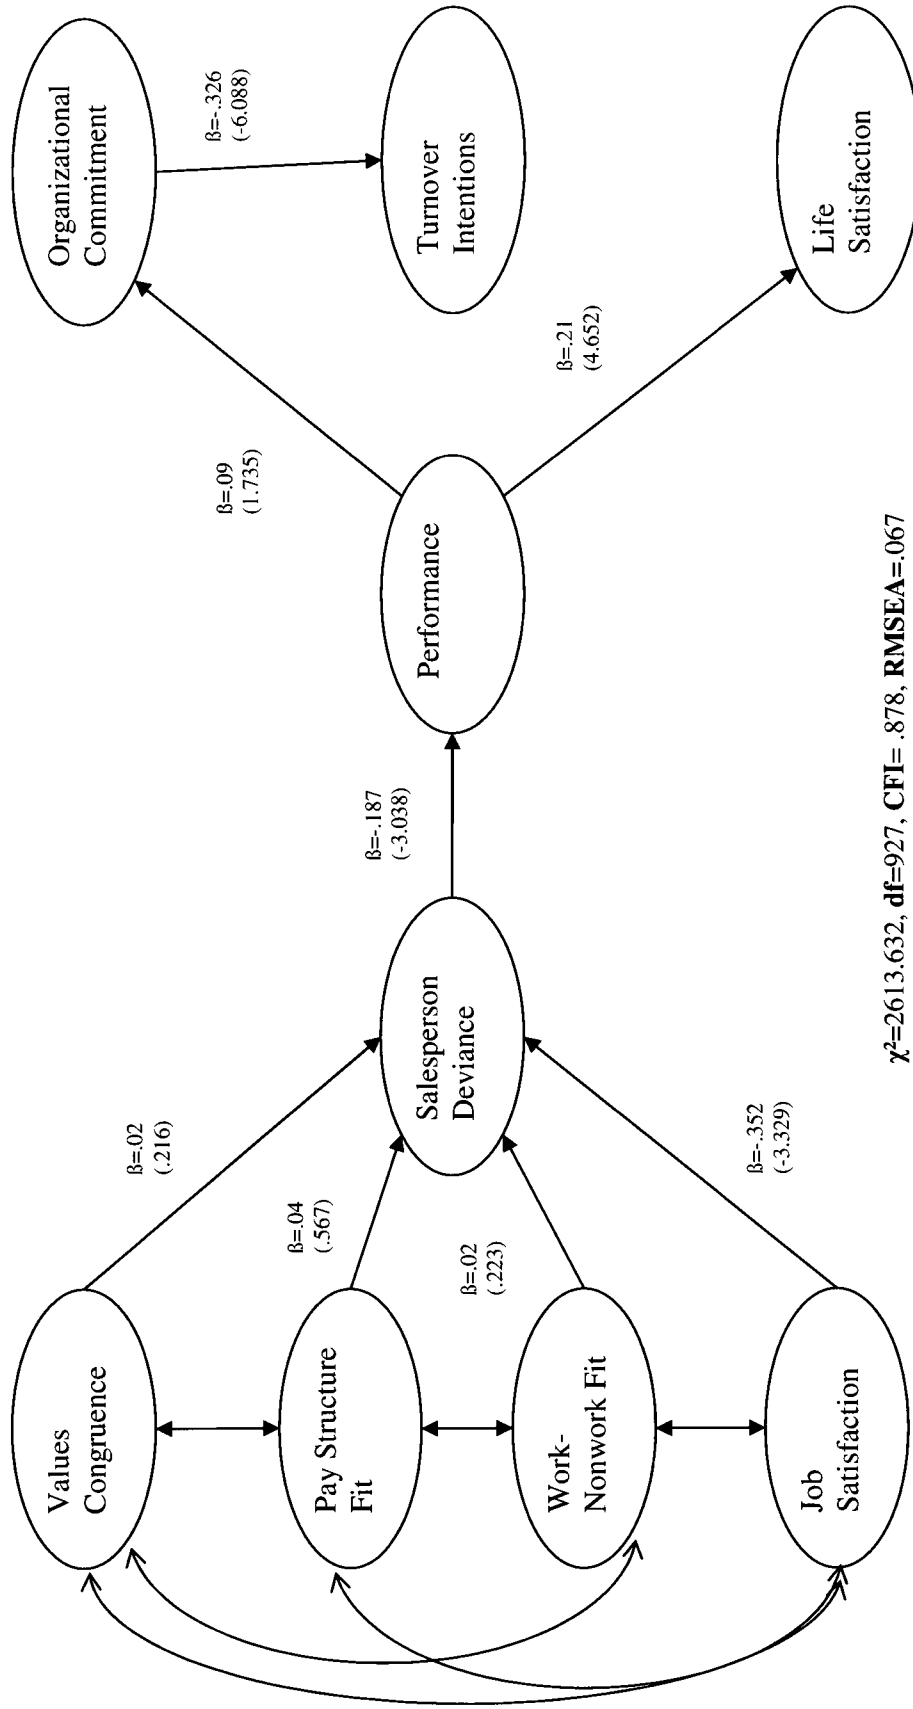 Values
Congruence
Pay Structure
Fit
Work-
Nonwork Fit
Job
Satisfaction
ß=.02
(.216)
ß=.04
(.567)
ß=.02
(.223)
ß=-.352
(-3.329)
Salesperson
Deviance
ß=-.187
(-3.038)
Performance
ß=.09
(1.735)
ß=.21
(4.652)
Organizational
Commitment
ß=-.326
(-6.088)
Turnover
Intentions
Life
Satisfaction
χ²=2613.632, df=927, CFI= .878, RMSEA=.067